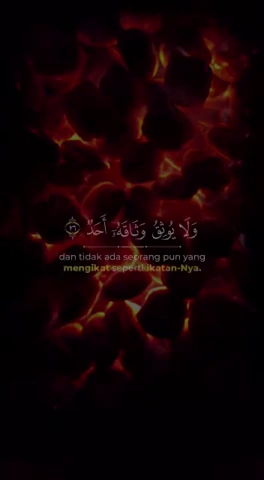 وَلَا يُوثِقُ وَثَاقَهُۥٓ أَحَدٌ ٢٦
dan tidak ada seorang pun yang
mengikat seperti ikatan-Nya.